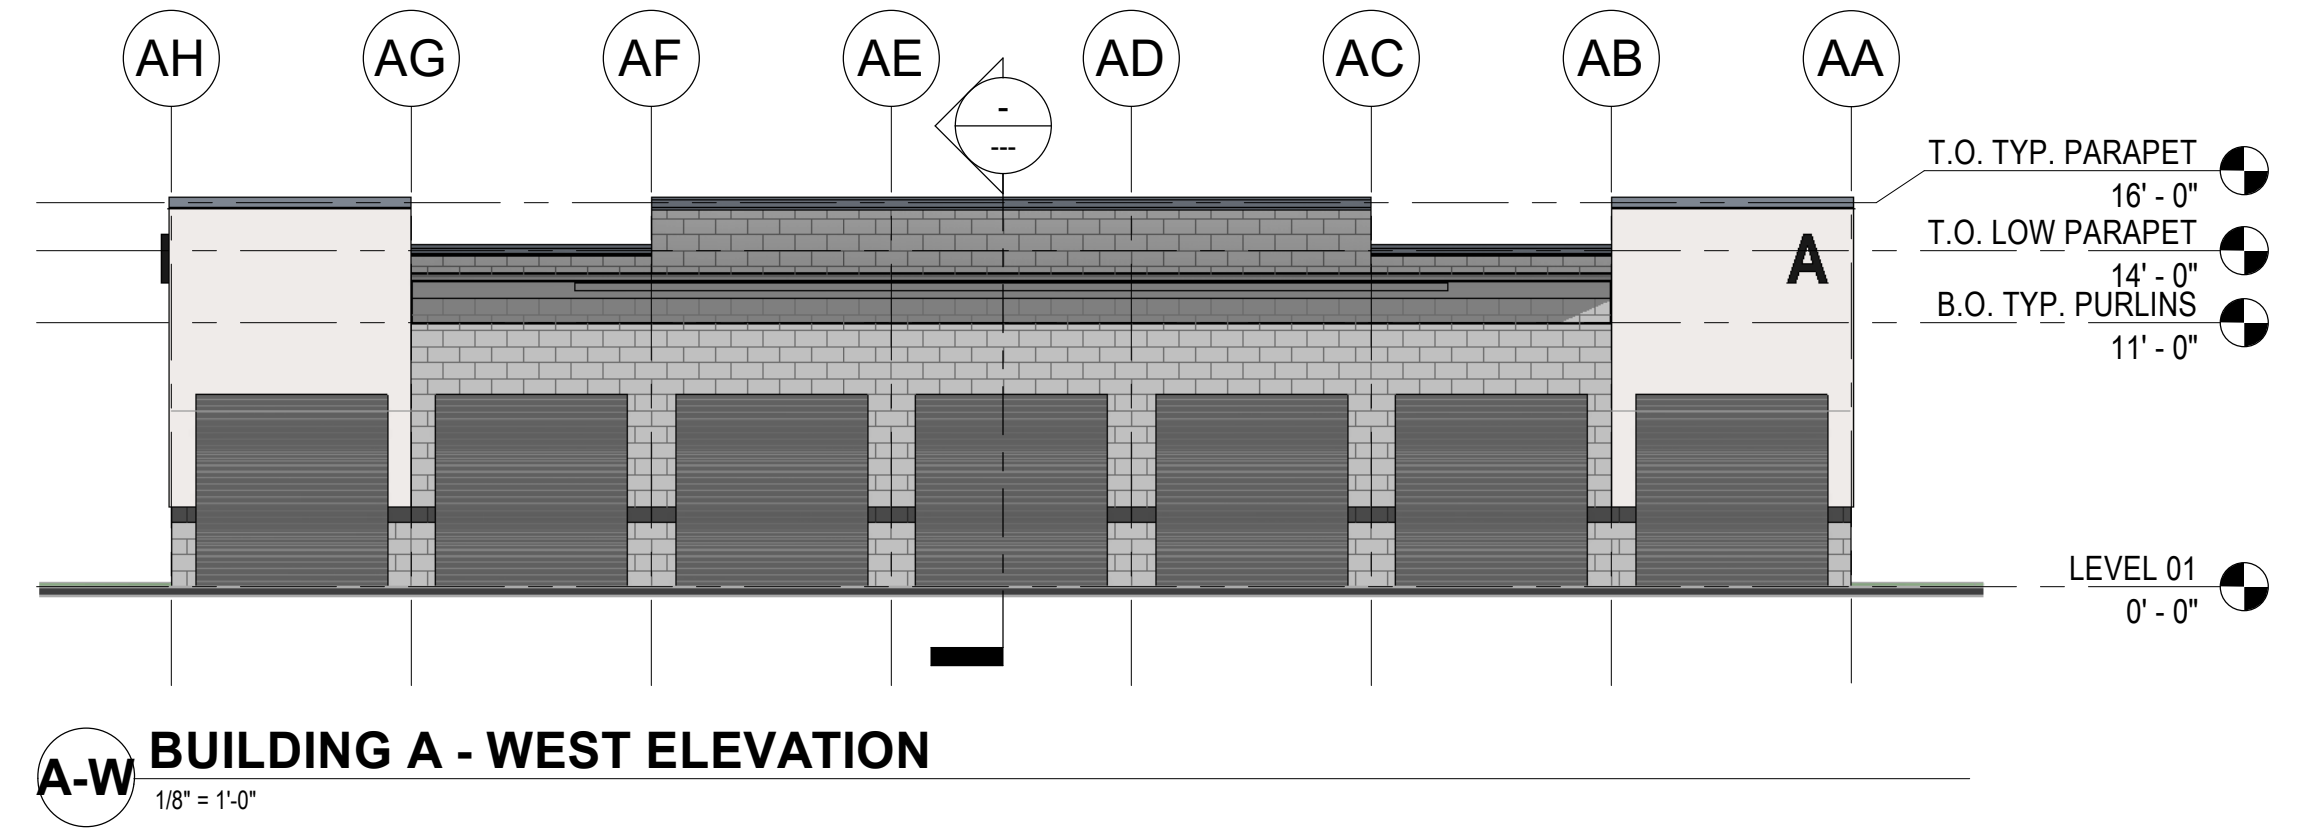 AH AG AF AE AD AC AB AA
-
---
T.O. TYP. PARAPET
16' - 0"
T.O. LOW PARAPET
14' - 0"
B.O. TYP. PURLINS
11' - 0"
A
LEVEL 01
0' - 0"
A-W BUILDING A - WEST ELEVATION
1/8" = 1'-0"